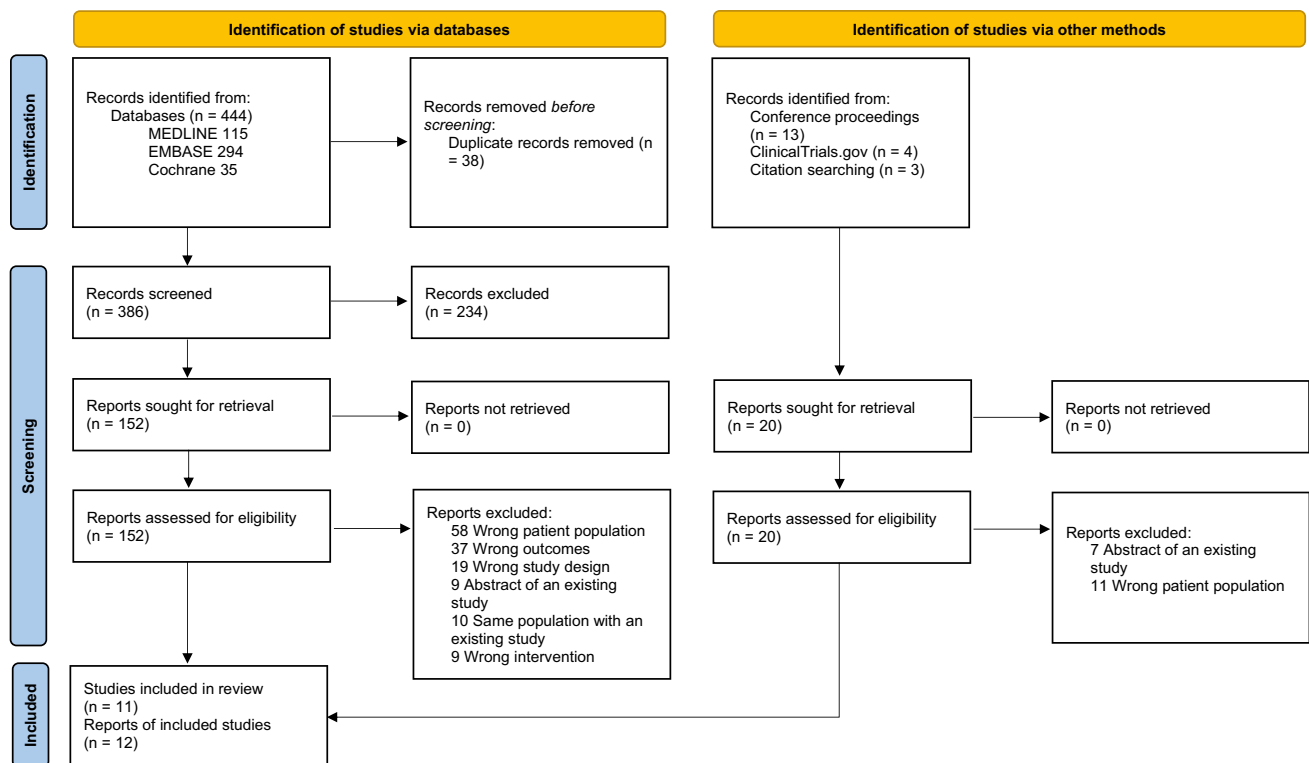 Identification of studies via databases
Identification of studies via other methods
Identification
Records identified from:
Databases (n = 444)
MEDLINE 115
EMBASE 294
Cochrane 35
Records removed before
screening:
Duplicate records removed (n
= 38)
Records identified from:
Conference proceedings
(n = 13)
ClinicalTrials.gov (n = 4)
Citation searching (n = 3)
Screening
Records screened
(n = 386)
Records excluded
(n = 234)
Reports sought for retrieval
(n = 152)
Reports not retrieved
(n = 0)
Reports sought for retrieval
(n = 20)
Reports not retrieved
(n = 0)
Reports assessed for eligibility
(n = 152)
Reports excluded:
58 Wrong patient population
37 Wrong outcomes
19 Wrong study design
9 Abstract of an existing
study
10 Same population with an
existing study
9 Wrong intervention
Reports assessed for eligibility
(n = 20)
Reports excluded:
7 Abstract of an existing
study
11 Wrong patient population
Included
Studies included in review
(n = 11)
Reports of included studies
(n = 12)